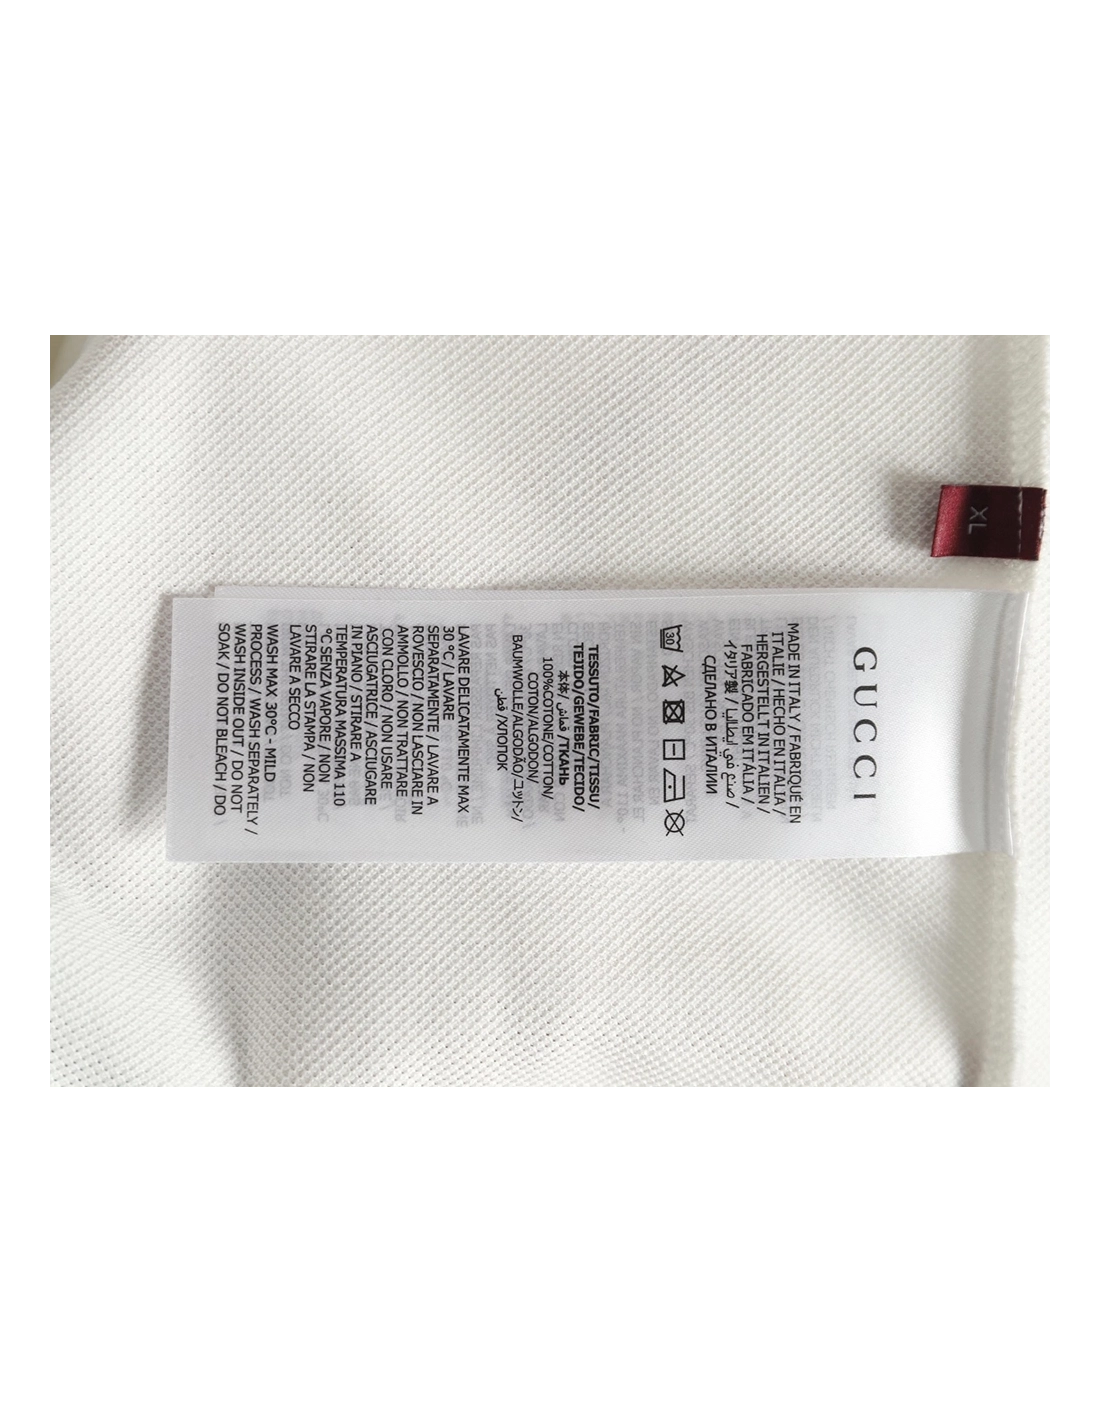 XL
GUCCI
MADE IN ITALY / FABRIQUÉ EN
ITALIE / HECHO EN ITALIA /
HERGESTELLT IN ITALIEN /
FABRICADO EM ITALIA /
イタリア製 / صنع في ايطاليا /
СДЕЛАНО В ИТАЛИИ
30
TESSUTO/FABRIC/TISSU/
TEJIDO/GEWEBE/TECIDO/
本体/ قماش /ТКАНЬ
100%COTONE/COTTON/
COTON/ALGODON/
BAUMWOLLE/ALGODÃO/コットン/
قطن /ХЛОПОК
LAVARE DELICATAMENTE MAX
30 °C / LAVARE
SEPARATAMENTE / LAVARE A
ROVESCIO / NON LASCIARE IN
AMMOLLO / NON TRATTARE
CON CLORO / NON USARE
ASCIUGATRICE / ASCIUGARE
IN PIANO / STIRARE A
TEMPERATURA MASSIMA 110
°C SENZA VAPORE / NON
STIRARE LA STAMPA / NON
LAVARE A SECCO
WASH MAX 30°C - MILD
PROCESS / WASH SEPARATELY /
WASH INSIDE OUT / DO NOT
SOAK / DO NOT BLEACH / DO